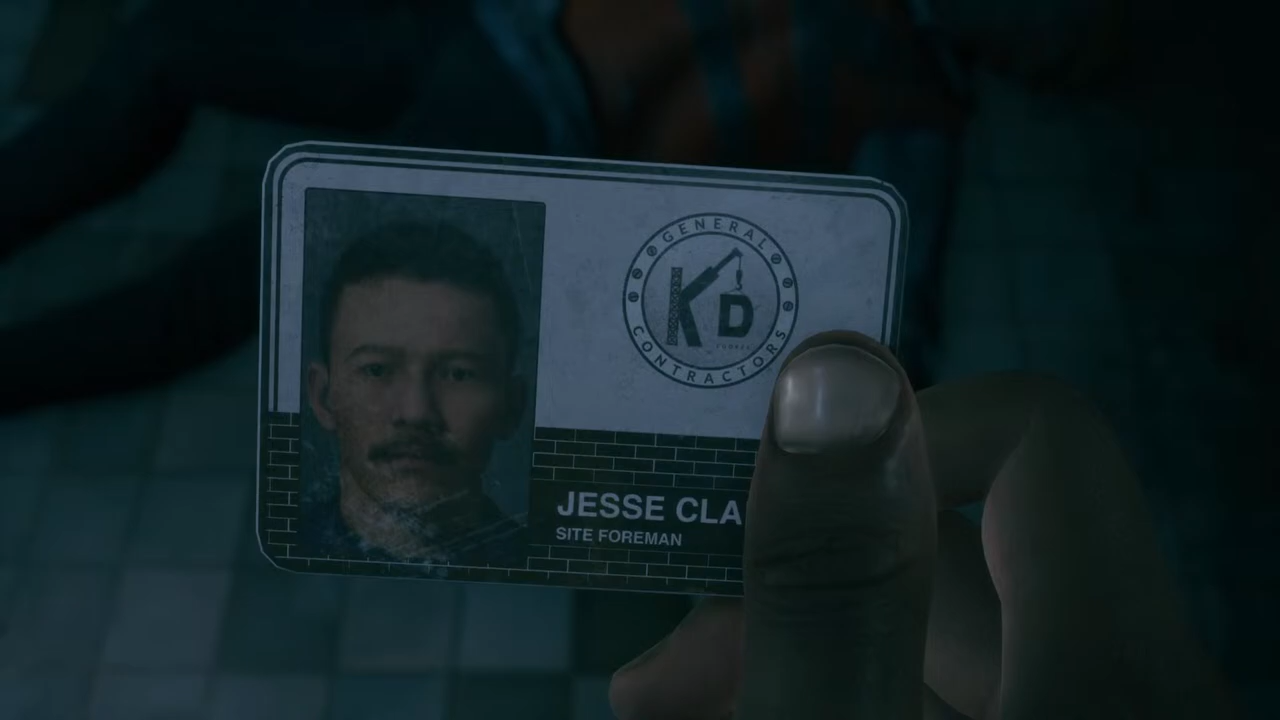 GENERAL
KD
CONTRACTORS
JESSE CLA
SITE FOREMAN